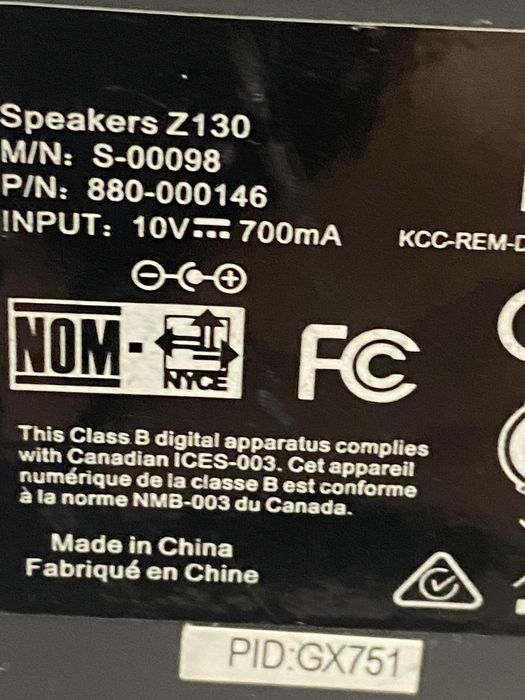 Speakers Z130
M/N: S-00098
P/N: 880-000146
INPUT: 10V⎓700mA
KCC-REM-D
NOM-
NYCE
FC
This Class B digital apparatus complies
with Canadian ICES-003. Cet appareil
numérique de la classe B est conforme
à la norme NMB-003 du Canada.
Made in China
Fabriqué en Chine
PID:GX751